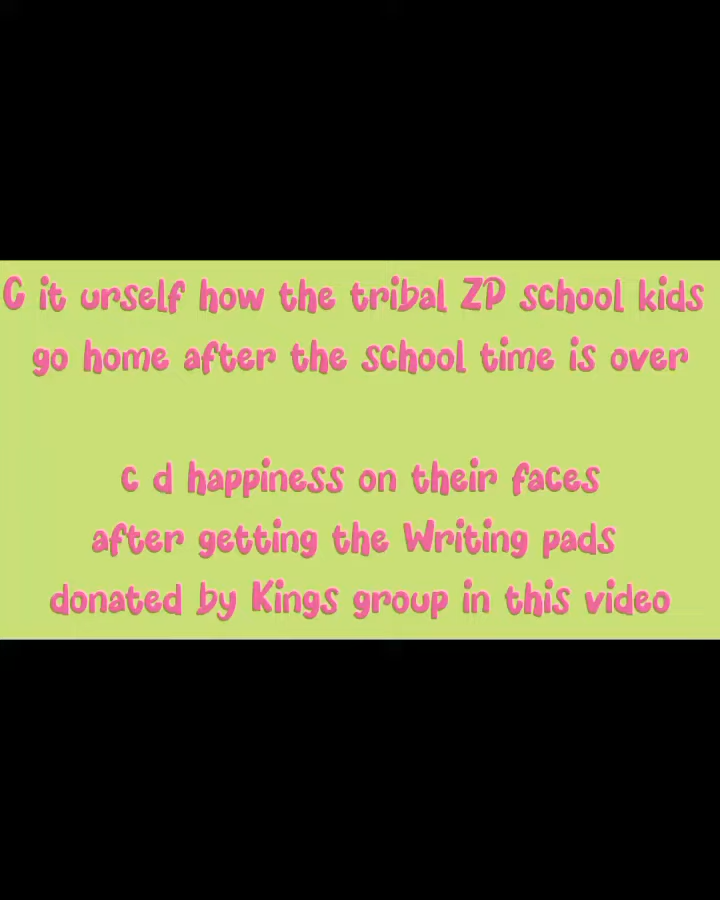 C it urself how the tribal ZP school kids
go home after the school time is over
c d happiness on their faces
after getting the Writing pads
donated by Kings group in this video